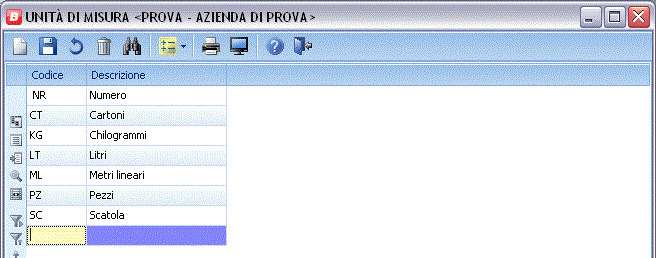 B UNITÀ DI MISURA <PROVA - AZIENDA DI PROVA>
Codice Descrizione
NR Numero
CT Cartoni
KG Chilogrammi
LT Litri
ML Metri lineari
PZ Pezzi
SC Scatola